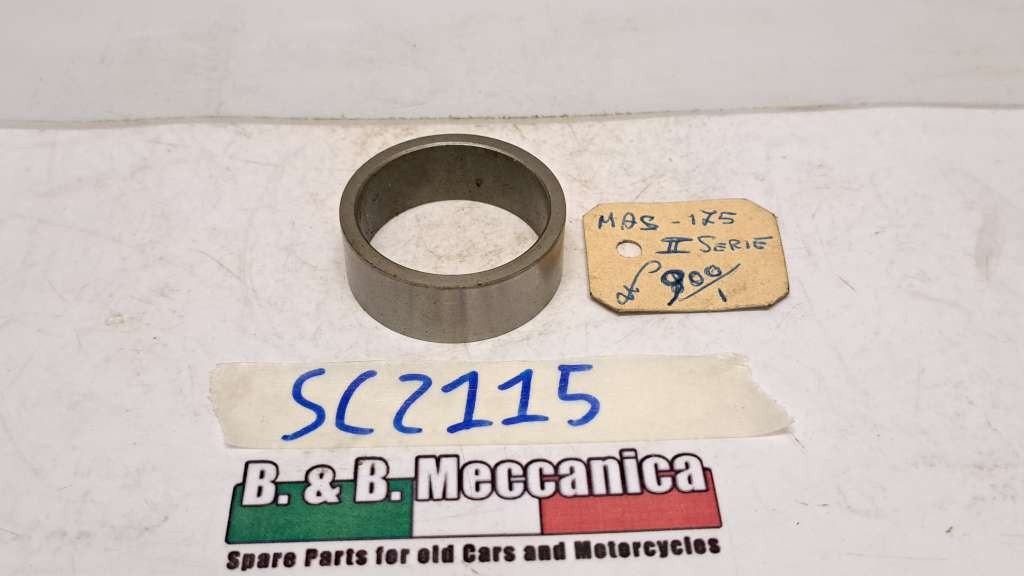 MAS - 175
II SERIE
£ 900/1
SC2115
B. & B. Meccanica
Spare Parts for old Cars and Motorcycles